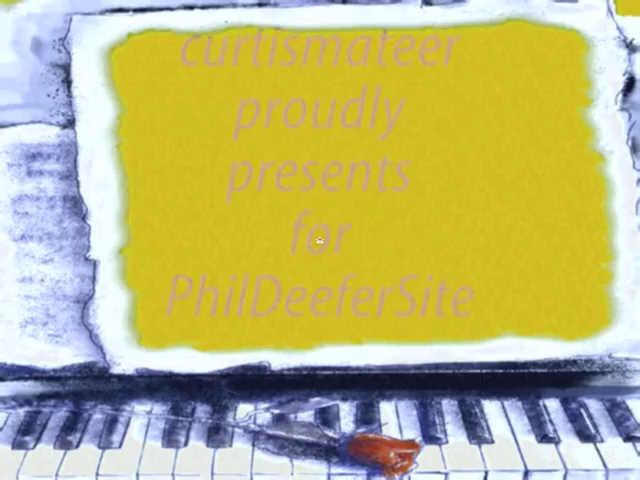 curtismateer
proudly
presents
for
PhilDeeferSite